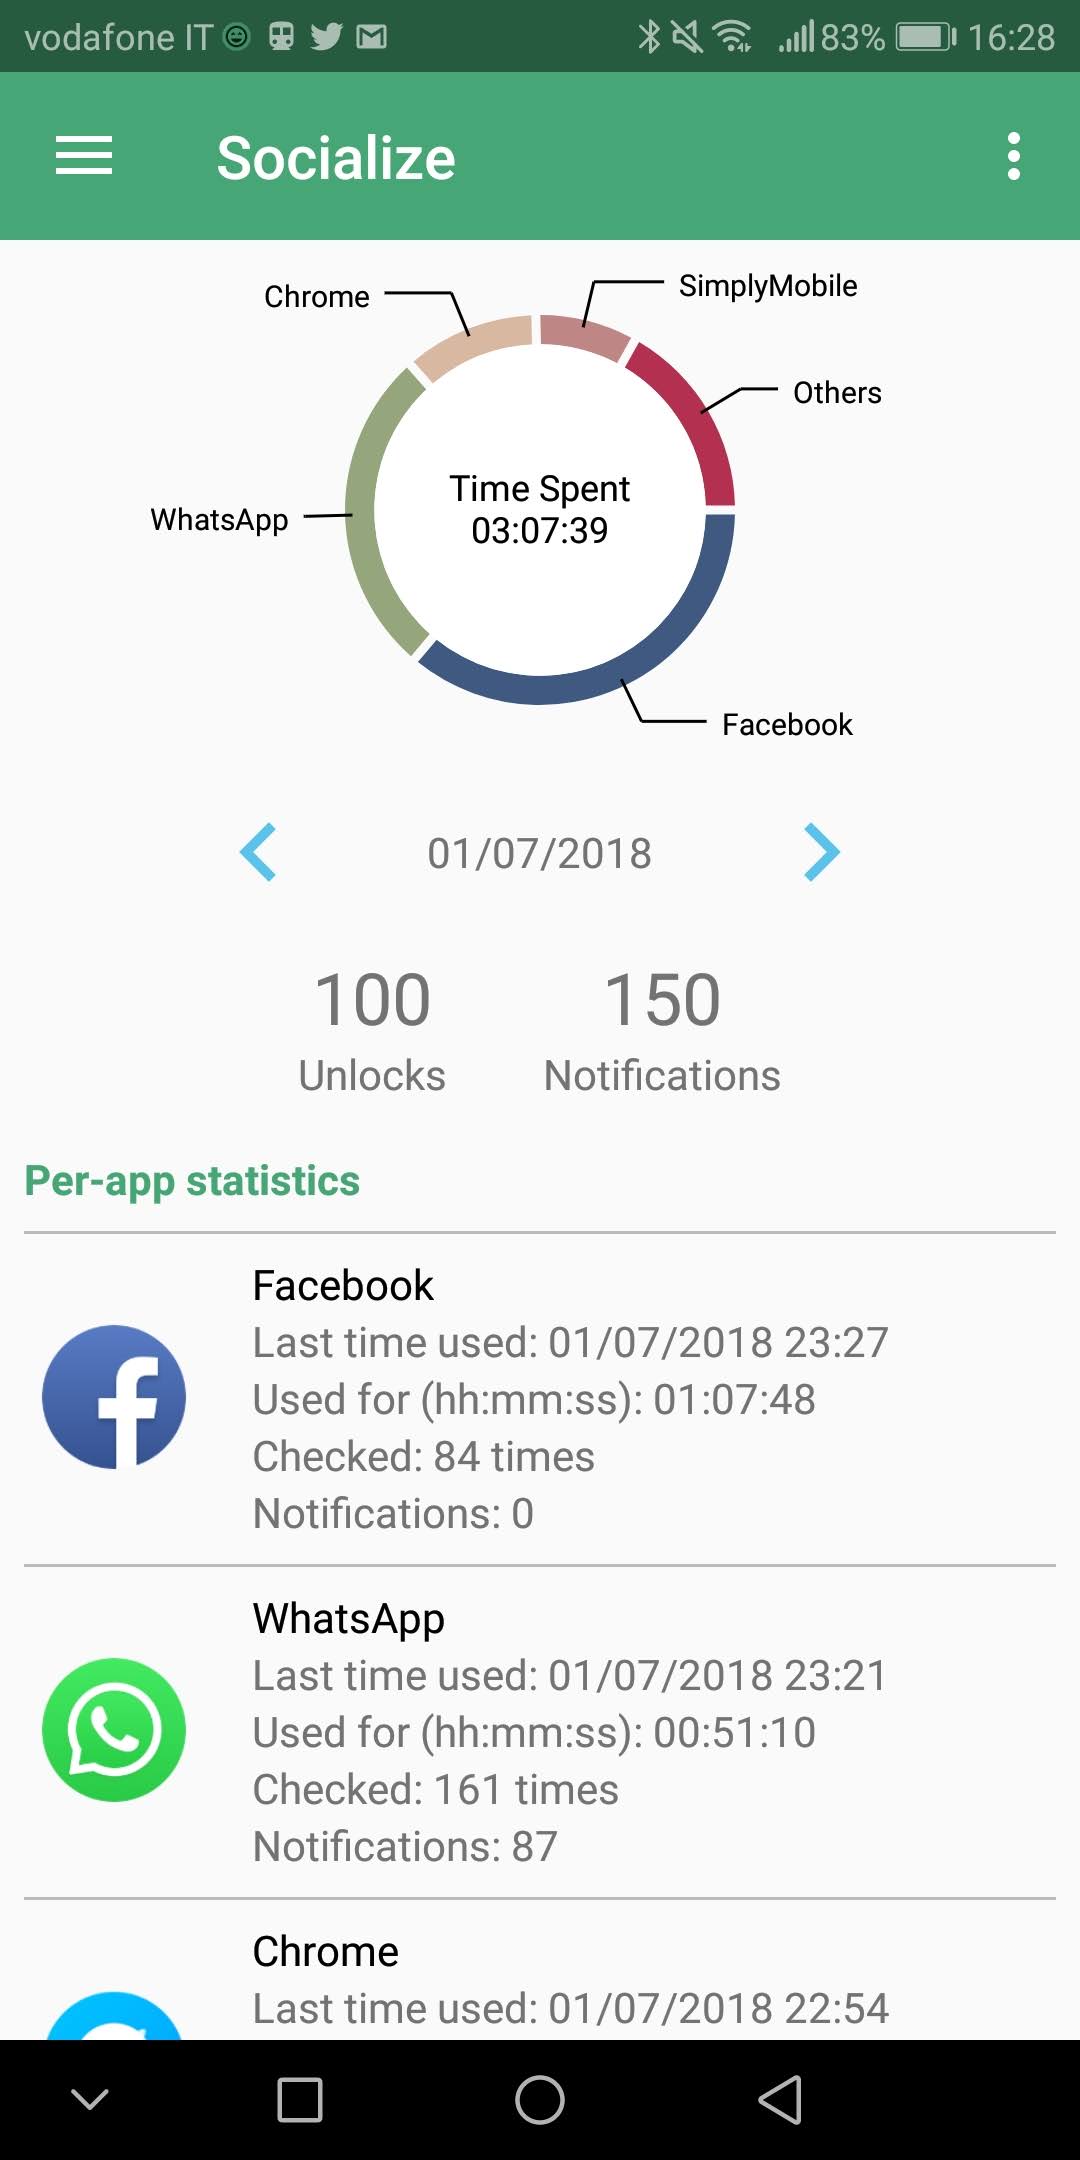 vodafone IT 83% 16:28
Socialize
Chrome
SimplyMobile
Others
WhatsApp
Time Spent
03:07:39
Facebook
01/07/2018
100 150
Unlocks Notifications
Per-app statistics
Facebook
Last time used: 01/07/2018 23:27
Used for (hh:mm:ss): 01:07:48
Checked: 84 times
Notifications: 0
WhatsApp
Last time used: 01/07/2018 23:21
Used for (hh:mm:ss): 00:51:10
Checked: 161 times
Notifications: 87
Chrome
Last time used: 01/07/2018 22:54